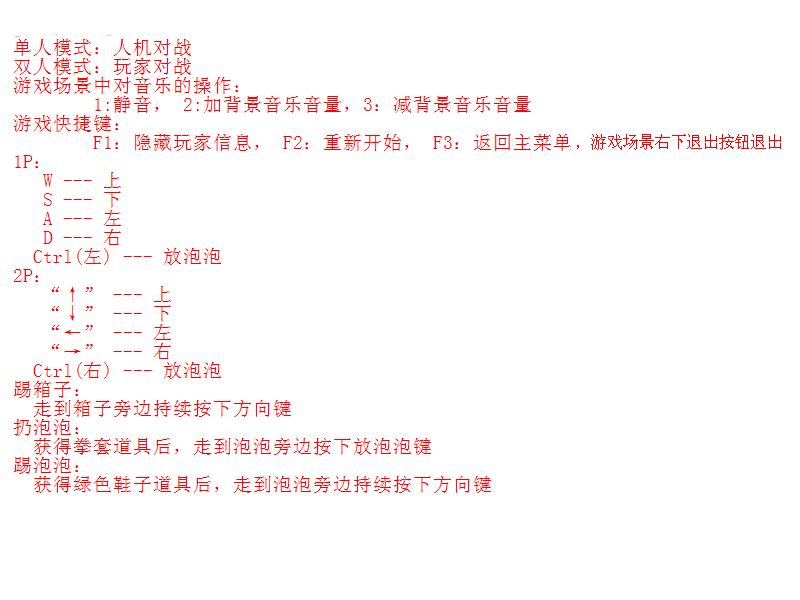 单人模式：人机对战
双人模式：玩家对战
游戏场景中对音乐的操作：
1:静音， 2:加背景音乐音量，3：减背景音乐音量
游戏快捷键：
F1：隐藏玩家信息， F2：重新开始， F3：返回主菜单，游戏场景右下退出按钮退出
1P：
W --- 上
S --- 下
A --- 左
D --- 右
Ctrl(左) --- 放泡泡
2P：
“↑” --- 上
“↓” --- 下
“←” --- 左
“→” --- 右
Ctrl(右) --- 放泡泡
踢箱子：
走到箱子旁边持续按下方向键
扔泡泡：
获得拳套道具后，走到泡泡旁边按下放泡泡键
踢泡泡：
获得绿色鞋子道具后，走到泡泡旁边持续按下方向键